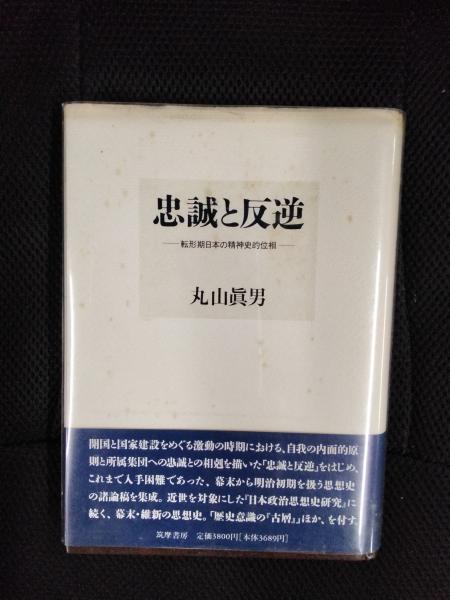 忠誠と反逆
──転形期日本の精神史的位相──
丸山眞男
開国と国家建設をめぐる激動の時期における、自我の内面的原
則と所属集団への忠誠との相剋を描いた「忠誠と反逆」をはじめ、
これまで入手困難であった、幕末から明治初期を扱う思想史
の諸論稿を集成。近世を対象にした『日本政治思想史研究』に
続く、幕末・維新の思想史。「歴史意識の『古層』」ほか、を付す。
筑摩書房 定価3800円[本体3689円]